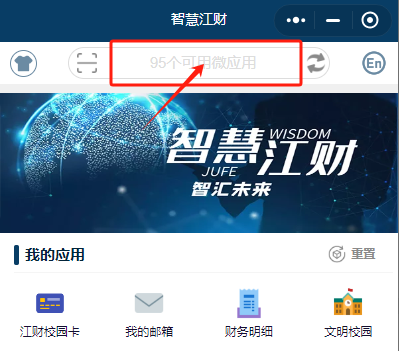 智慧江财
95个可用微应用
En
智慧江财
WISDOM
JUFE
智汇未来
我的应用
重置
江财校园卡
我的邮箱
财务明细
文明校园